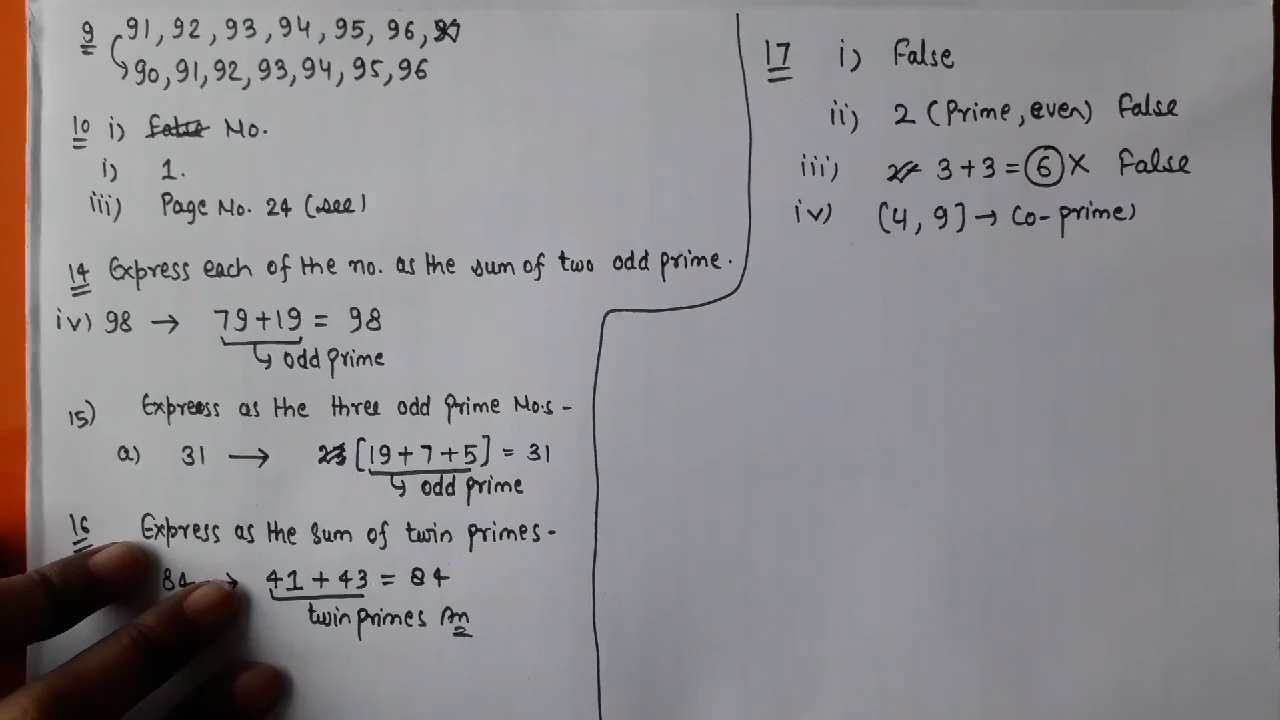 9 91, 92, 93, 94, 95, 96, 97
90, 91, 92, 93, 94, 95, 96
10 i) False No.
i) 1.
iii) Page No. 24 (see)
14 Express each of the no. as the sum of two odd prime.
iv) 98 → 79+19 = 98
↳ odd prime
15) Express as the three odd prime Nos -
a) 31 → 23 [19+7+5] = 31
↳ odd prime
16 Express as the sum of twin primes-
84 → 41 + 43 = 84
twin primes An
17 i) False
ii) 2 (Prime, even) False
iii) 3+3 = 6 × False
iv) (4, 9] → co-prime)